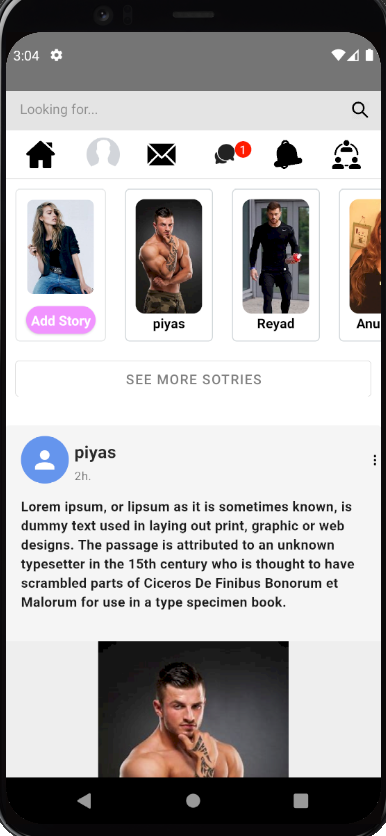 3:04
Looking for...
1
Add Story
piyas
Reyad
Anu
SEE MORE SOTRIES
piyas
2h.
Lorem ipsum, or lipsum as it is sometimes known, is
dummy text used in laying out print, graphic or web
designs. The passage is attributed to an unknown
typesetter in the 15th century who is thought to have
scrambled parts of Ciceros De Finibus Bonorum et
Malorum for use in a type specimen book.